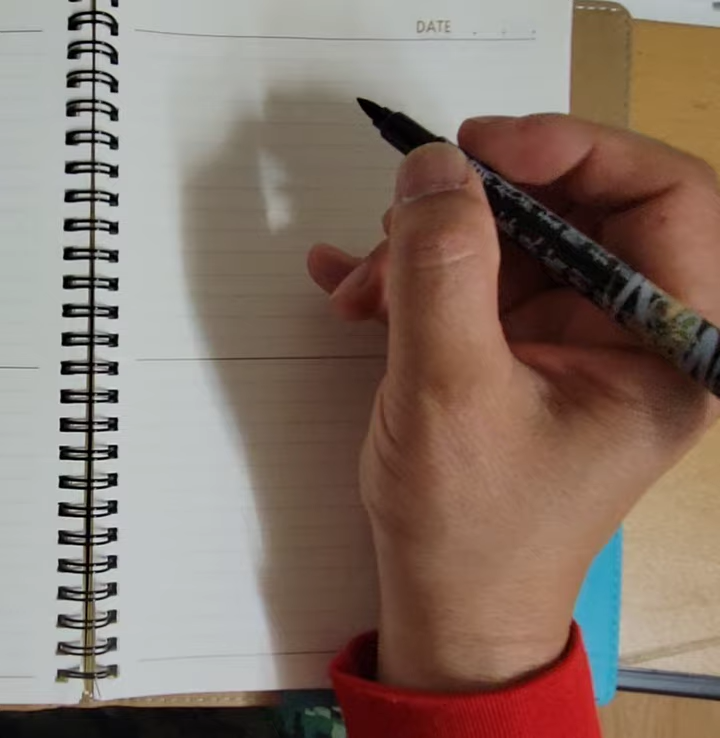 DATE . . .